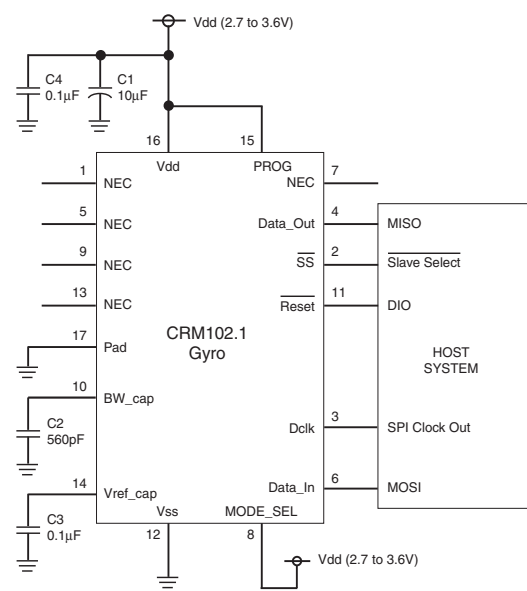 Vdd (2.7 to 3.6V)
C4
0.1µF
C1
10µF
16
15
Vdd
PROG
1
NEC
NEC
7
5
NEC
Data_Out
4
MISO
9
NEC
SS
2
Slave Select
13
NEC
Reset
11
DIO
17
Pad
CRM102.1
Gyro
HOST
SYSTEM
10
BW_cap
C2
560pF
Dclk
3
SPI Clock Out
14
Vref_cap
Data_In
6
MOSI
C3
0.1µF
Vss
MODE_SEL
12
8
Vdd (2.7 to 3.6V)